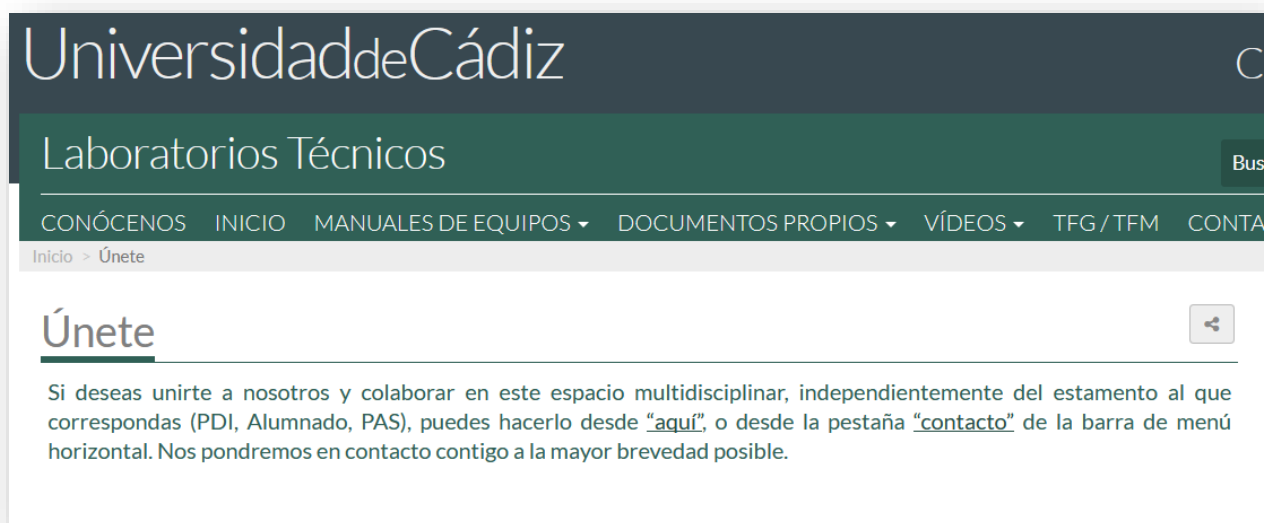 UniversidaddeCádiz
Laboratorios Técnicos
CONÓCENOS INICIO MANUALES DE EQUIPOS DOCUMENTOS PROPIOS VÍDEOS TFG / TFM
Inicio > Únete
Únete
Si deseas unirte a nosotros y colaborar en este espacio multidisciplinar, independientemente del estamento al que
correspondas (PDI, Alumnado, PAS), puedes hacerlo desde “aquí”, o desde la pestaña “contacto” de la barra de menú
horizontal. Nos pondremos en contacto contigo a la mayor brevedad posible.